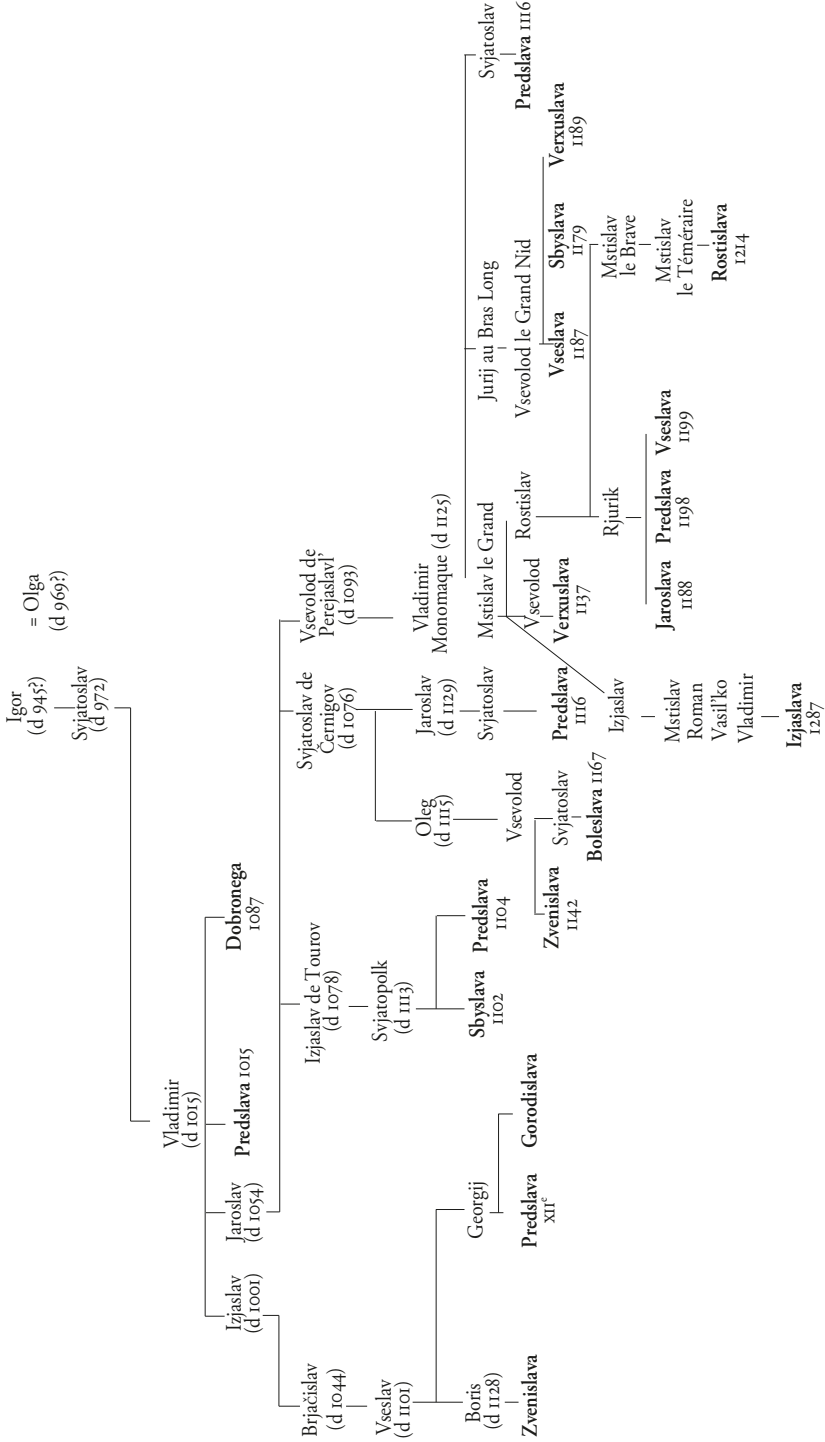 Igor
(d 945?)
= Olga
(d 969?)
Svjatoslav
(d 972)
Vladimir
(d 1015)
Izjaslav
(d 1001)
Jaroslav
(d 1054)
Predslava 1015
Dobronega
1087
Brjačislav
(d 1044)
Izjaslav de Tourov
(d 1078)
Svjatoslav de
Černigov
(d 1076)
Vsevolod de
Perejaslavl’
(d 1093)
Vseslav
(d 1101)
Svjatopolk
(d 1113)
Oleg
(d 1115)
Jaroslav
(d 1129)
Vladimir
Monomaque (d 1125)
Boris
(d 1128)
Georgij
Sbyslava
1102
Predslava
1104
Vsevolod
Svjatoslav
Mstislav le Grand
Jurij au Bras Long
Svjatoslav
Zvenislava
Predslava
XIIᵉ
Gorodislava
Zvenislava
1142
Svjatoslav
Boleslava 1167
Predslava
1116
Vsevolod
Rostislav
Vsevolod le Grand Nid
Predslava 1116
Verxuslava
1137
Vseslava
1187
Sbyslava
1179
Verxuslava
1189
Izjaslav
Rjurik
Mstislav
le Brave
Mstislav
Roman
Vasil’ko
Vladimir
Jaroslava
1188
Predslava
1198
Vseslava
1199
Mstislav
le Téméraire
Izjaslava
1287
Rostislava
1214